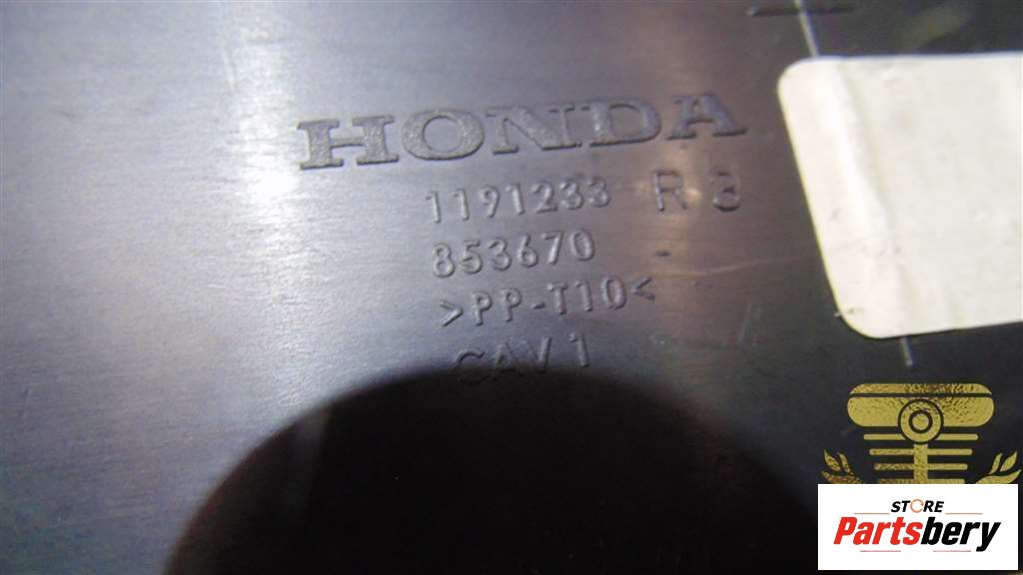 HONDA
1191233 R 3
853670 -
>PP-T10<
CAV 1
STORE
Partsbery